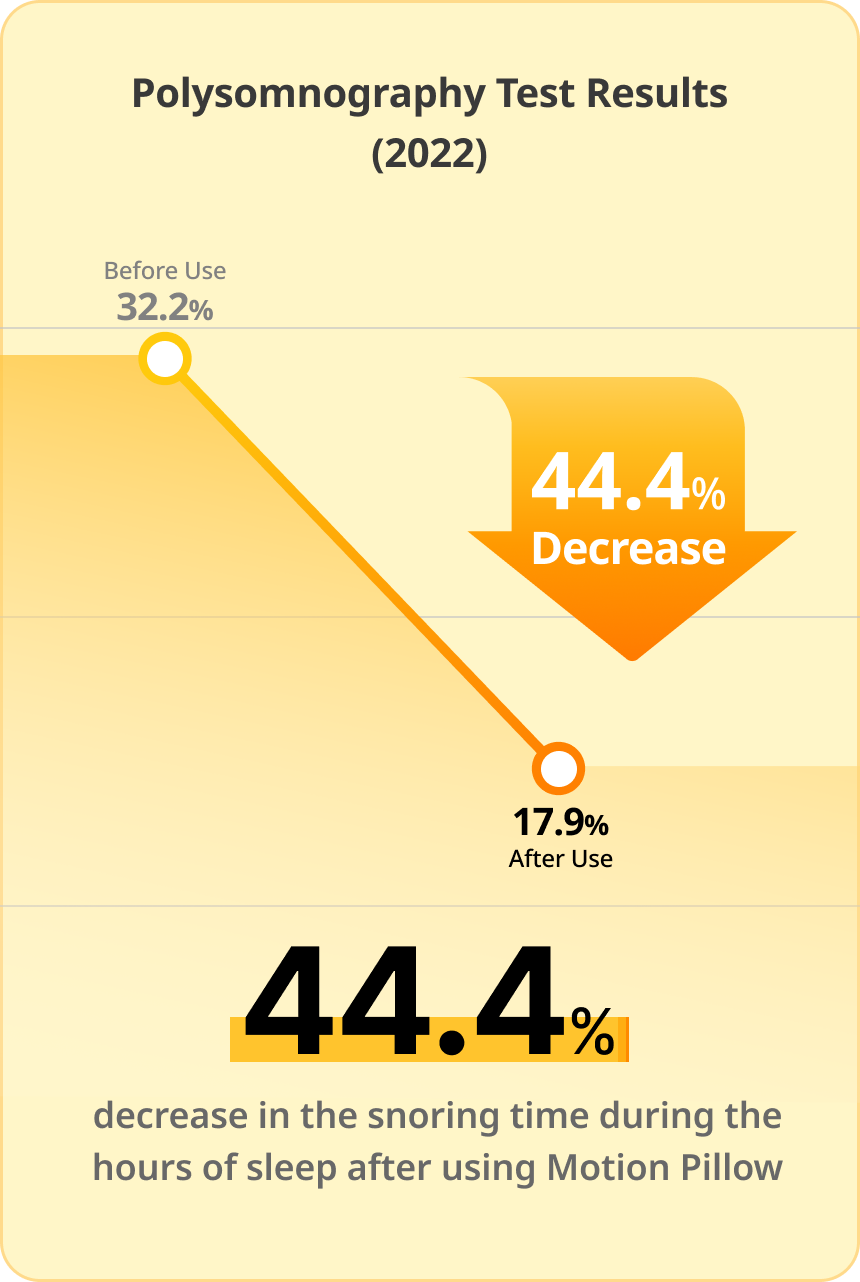 Polysomnography Test Results
(2022)
Before Use
32.2%
44.4%
Decrease
17.9%
After Use
44.4%
decrease in the snoring time during the
hours of sleep after using Motion Pillow